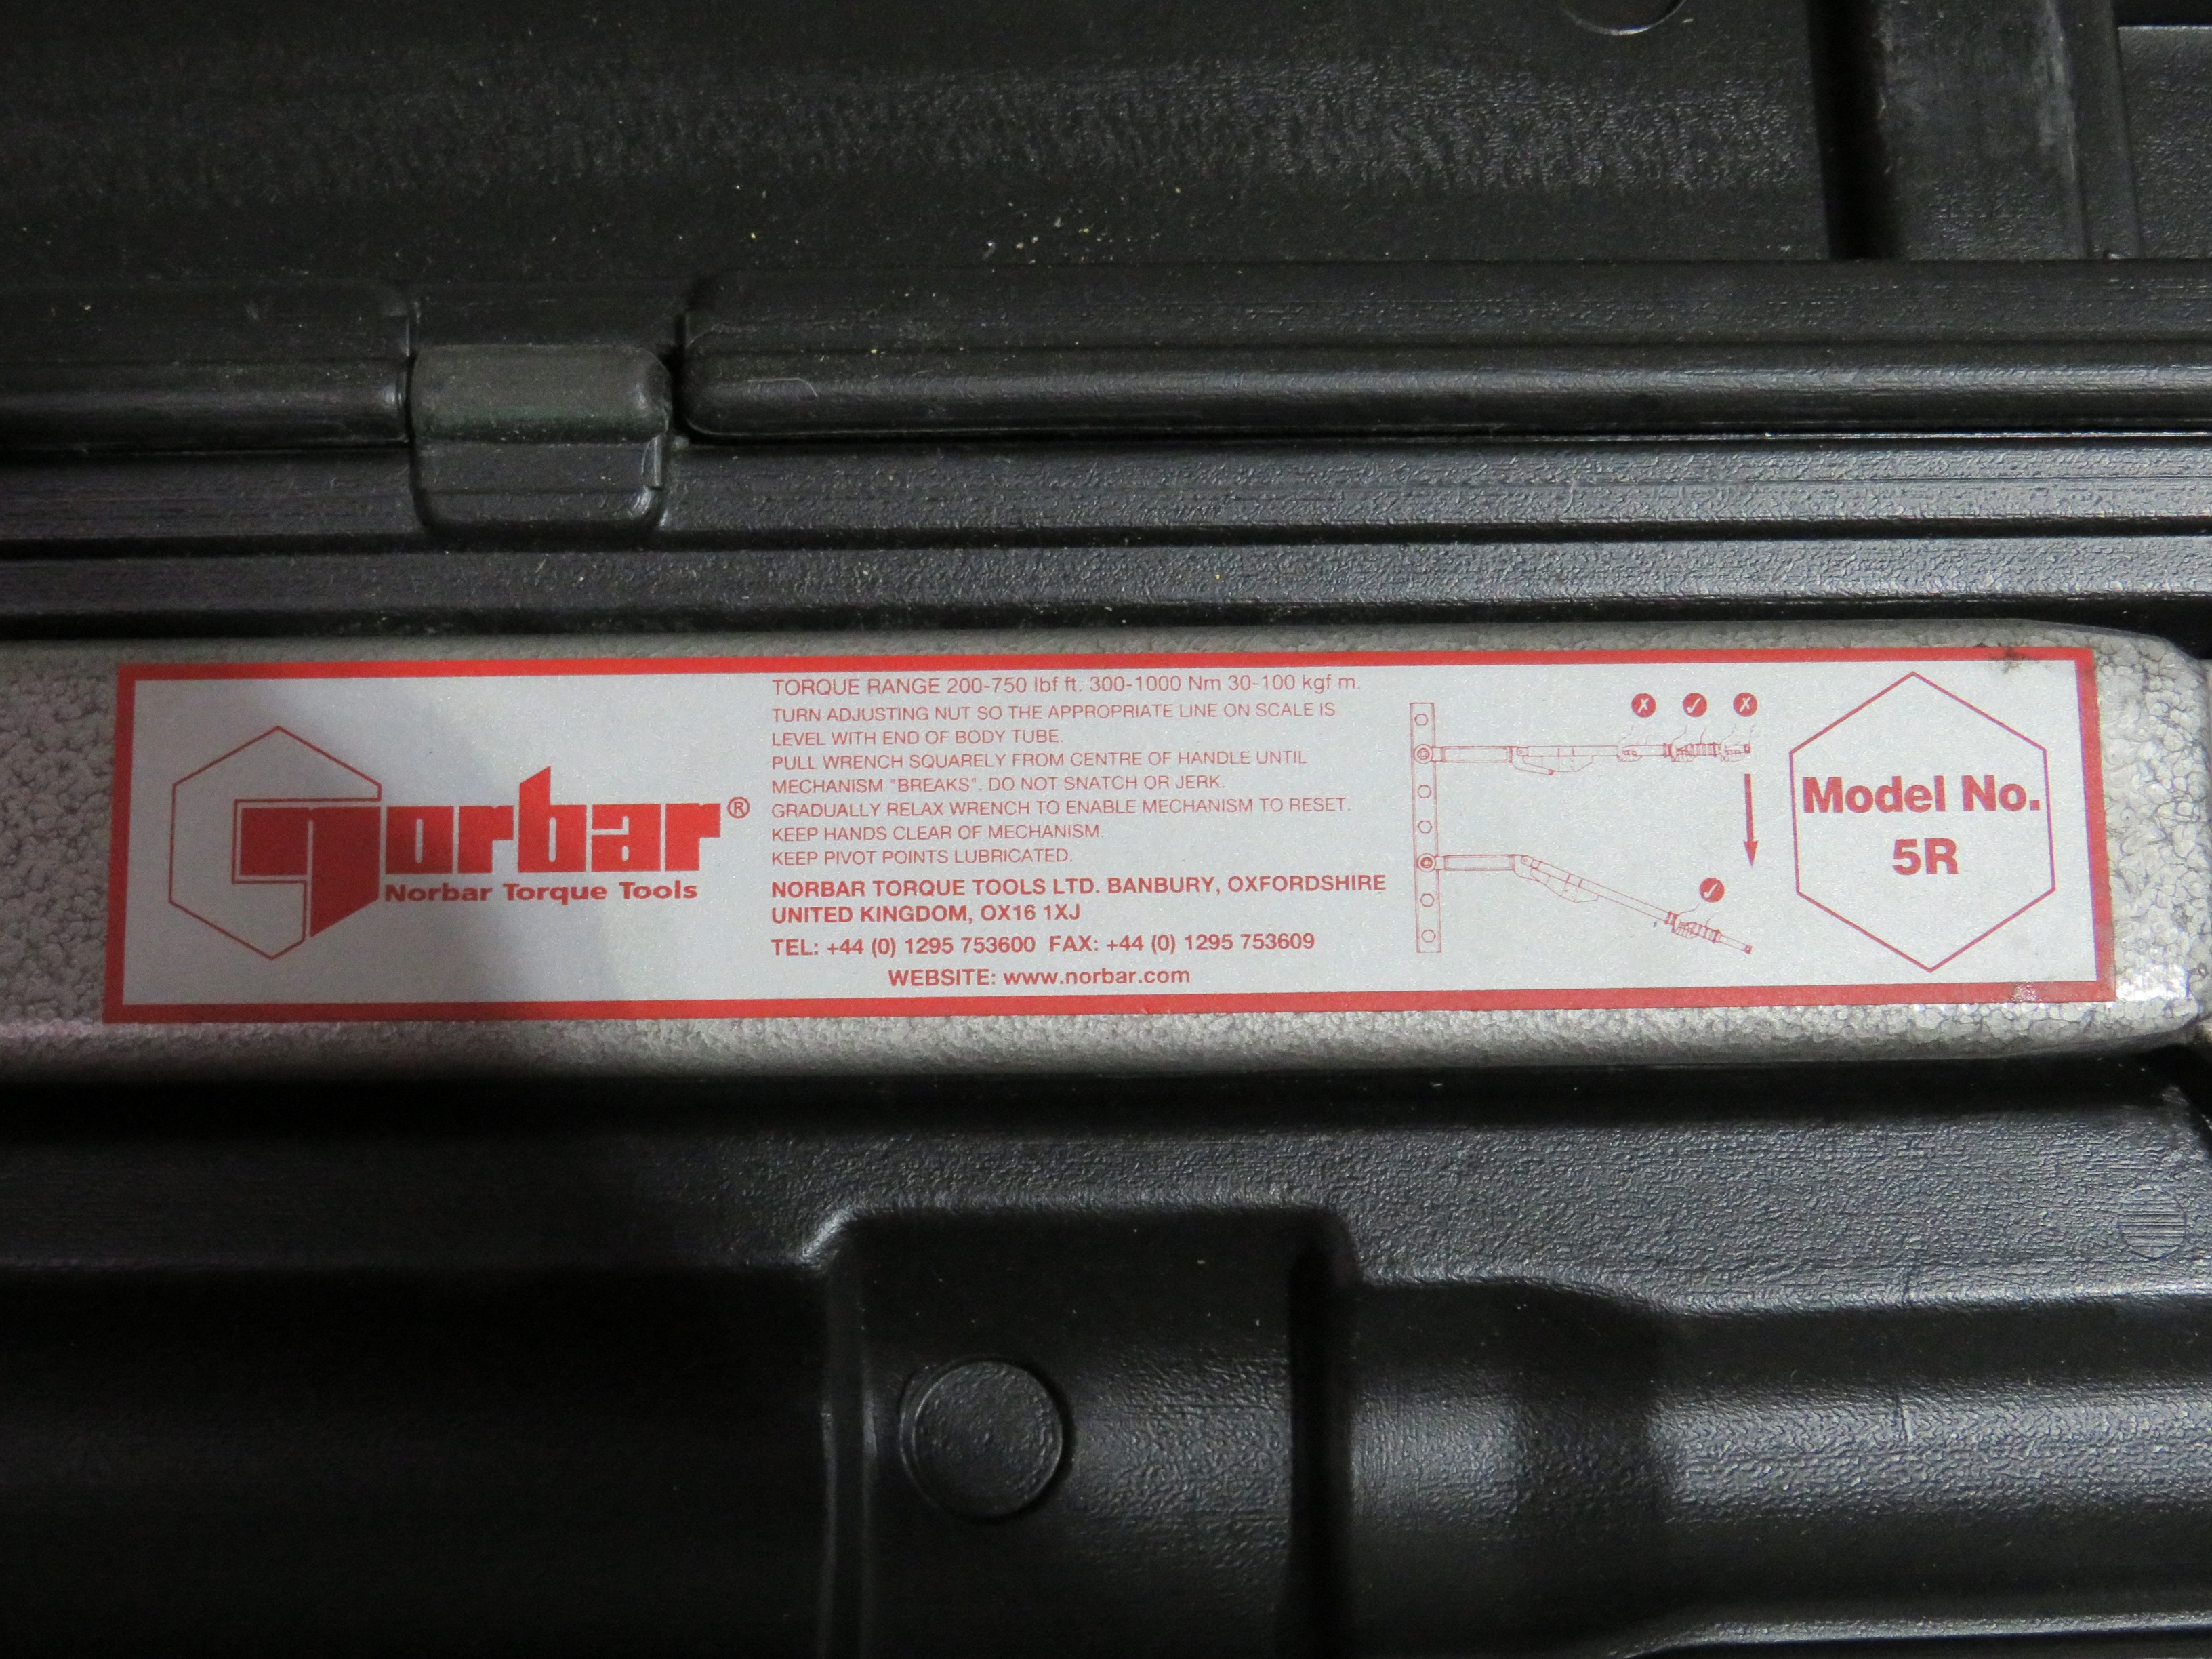 norbar®
Norbar Torque Tools
TORQUE RANGE 200-750 lbf ft. 300-1000 Nm 30-100 kgf m.
TURN ADJUSTING NUT SO THE APPROPRIATE LINE ON SCALE IS
LEVEL WITH END OF BODY TUBE.
PULL WRENCH SQUARELY FROM CENTRE OF HANDLE UNTIL
MECHANISM "BREAKS". DO NOT SNATCH OR JERK.
GRADUALLY RELAX WRENCH TO ENABLE MECHANISM TO RESET.
KEEP HANDS CLEAR OF MECHANISM.
KEEP PIVOT POINTS LUBRICATED.
NORBAR TORQUE TOOLS LTD. BANBURY, OXFORDSHIRE
UNITED KINGDOM, OX16 1XJ
TEL: +44 (0) 1295 753600 FAX: +44 (0) 1295 753609
WEBSITE: www.norbar.com
Model No.
5R